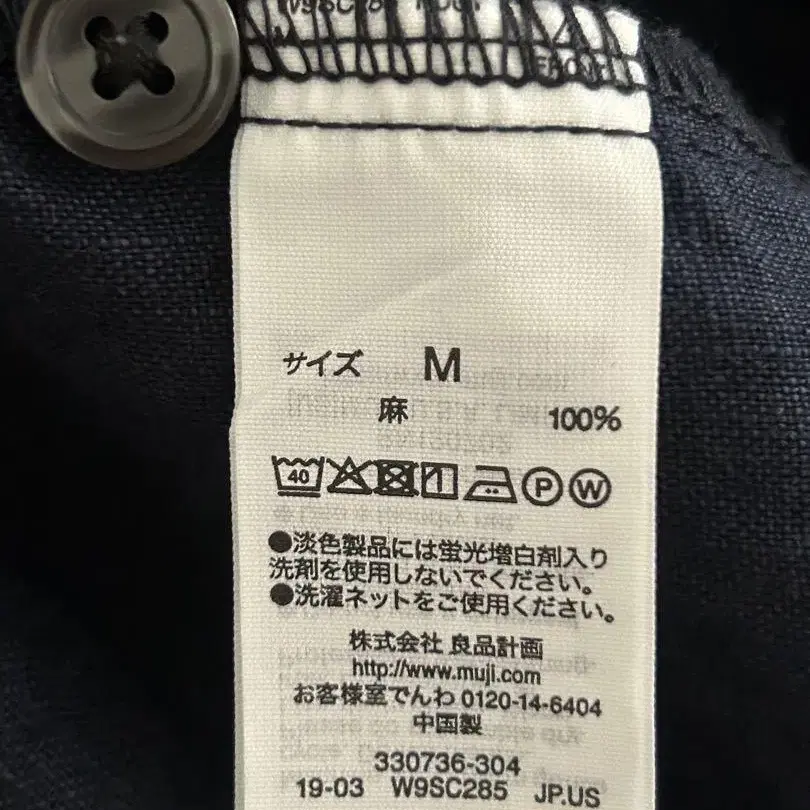 サイズ M
麻 100%
40 P W
●淡色製品には蛍光増白剤入り
洗剤を使用しないでください。
●洗濯ネットをご使用ください。
株式会社 良品計画
http://www.muji.com
お客様室でんわ 0120-14-6404
中国製
330736-304
19-03 W9SC285 JP.US